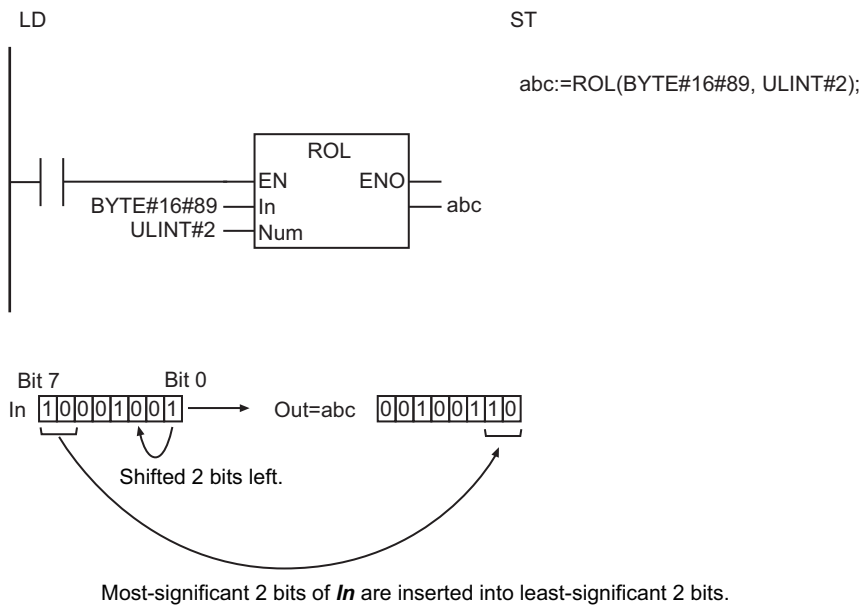 LD
ST
abc:=ROL(BYTE#16#89, ULINT#2);
ROL
EN ENO
BYTE#16#89 In abc
ULINT#2 Num
Bit 7 Bit 0
In 1 0 0 0 1 0 0 1 Out=abc 0 0 1 0 0 1 1 0
Shifted 2 bits left.
Most-significant 2 bits of In are inserted into least-significant 2 bits.